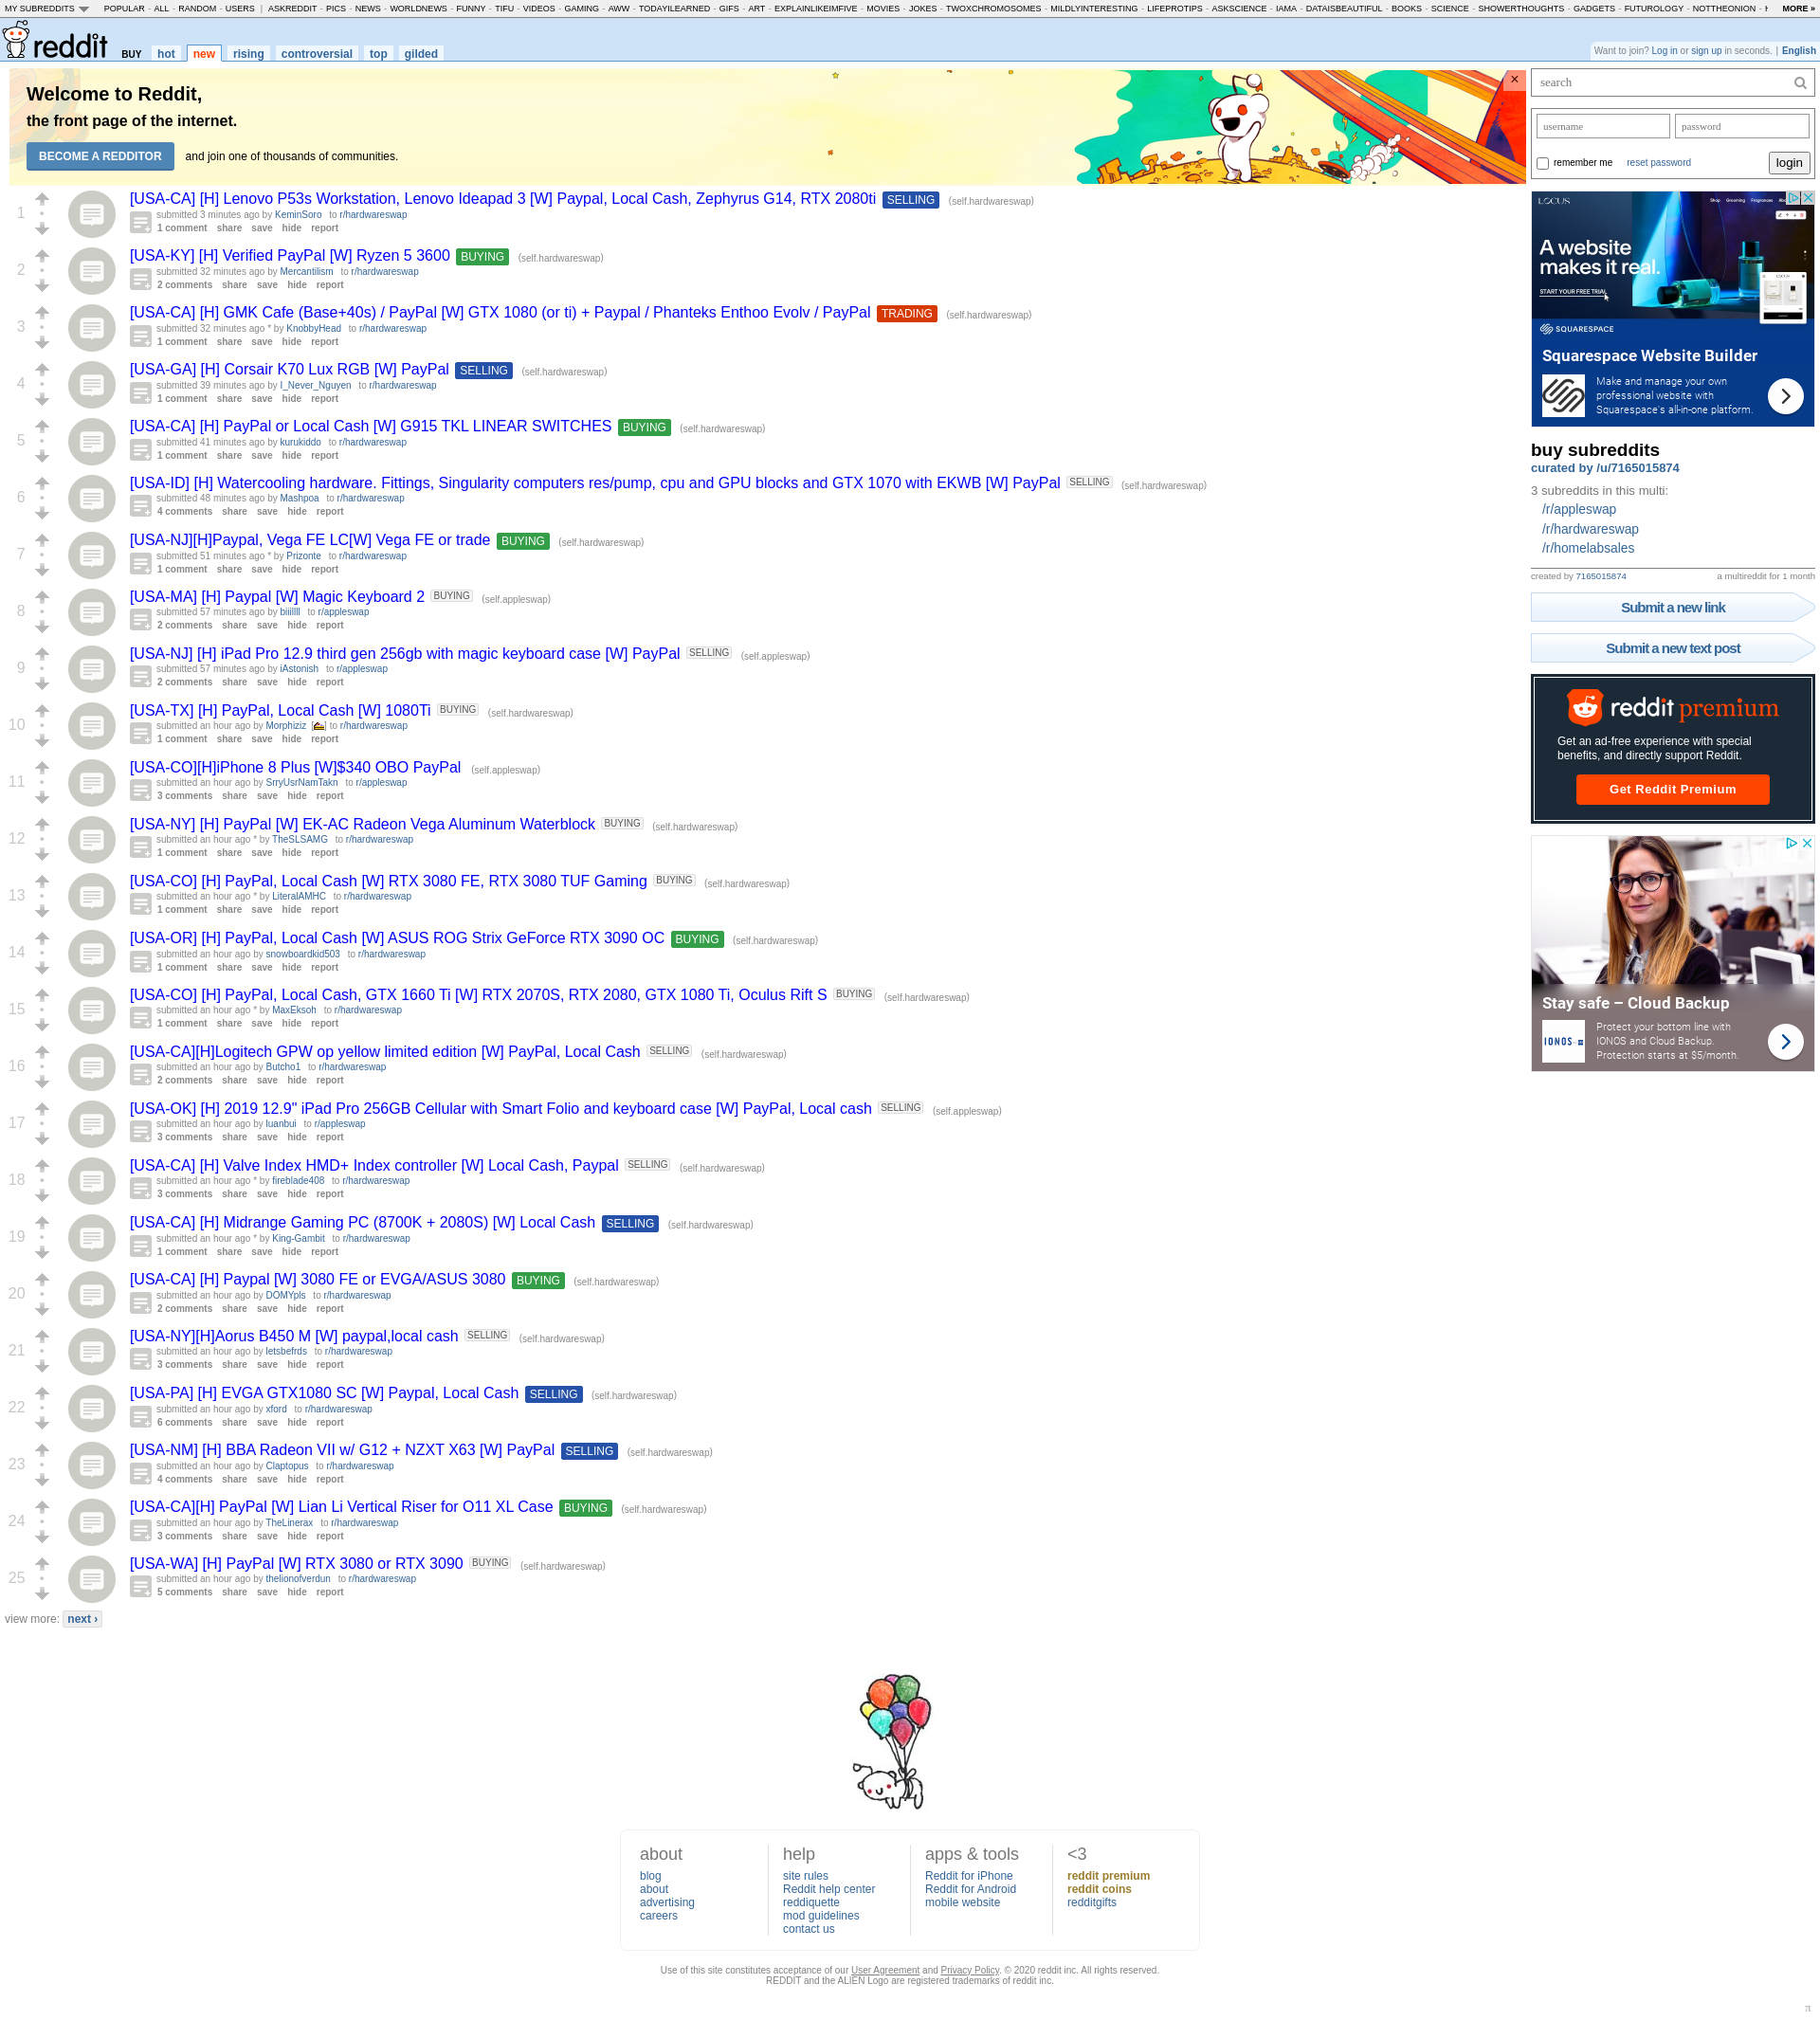 MY SUBREDDITS POPULAR - ALL - RANDOM - USERS | ASKREDDIT - PICS - NEWS - WORLDNEWS - FUNNY - TIFU - VIDEOS - GAMING - AWW - TODAYILEARNED - GIFS - ART - EXPLAINLIKEIMFIVE - MOVIES - JOKES - TWOXCHROMOSOMES - MILDLYINTERESTING - LIFEPROTIPS - ASKSCIENCE - IAMA - DATAISBEAUTIFUL - BOOKS - SCIENCE - SHOWERTHOUGHTS - GADGETS - FUTUROLOGY - NOTTHEONION - MORE »
reddit BUY hot new rising controversial top gilded
Want to join? Log in or sign up in seconds. | English
Welcome to Reddit,
the front page of the internet.
BECOME A REDDITOR and join one of thousands of communities.
×
1
[USA-CA] [H] Lenovo P53s Workstation, Lenovo Ideapad 3 [W] Paypal, Local Cash, Zephyrus G14, RTX 2080ti SELLING (self.hardwareswap)
submitted 3 minutes ago by KeminSoro to r/hardwareswap
1 comment share save hide report
2
[USA-KY] [H] Verified PayPal [W] Ryzen 5 3600 BUYING (self.hardwareswap)
submitted 32 minutes ago by Mercantilism to r/hardwareswap
2 comments share save hide report
3
[USA-CA] [H] GMK Cafe (Base+40s) / PayPal [W] GTX 1080 (or ti) + Paypal / Phanteks Enthoo Evolv / PayPal TRADING (self.hardwareswap)
submitted 32 minutes ago * by KnobbyHead to r/hardwareswap
1 comment share save hide report
4
[USA-GA] [H] Corsair K70 Lux RGB [W] PayPal SELLING (self.hardwareswap)
submitted 39 minutes ago by I_Never_Nguyen to r/hardwareswap
1 comment share save hide report
5
[USA-CA] [H] PayPal or Local Cash [W] G915 TKL LINEAR SWITCHES BUYING (self.hardwareswap)
submitted 41 minutes ago by kurukiddo to r/hardwareswap
1 comment share save hide report
6
[USA-ID] [H] Watercooling hardware. Fittings, Singularity computers res/pump, cpu and GPU blocks and GTX 1070 with EKWB [W] PayPal SELLING (self.hardwareswap)
submitted 48 minutes ago by Mashpoa to r/hardwareswap
4 comments share save hide report
7
[USA-NJ][H]Paypal, Vega FE LC[W] Vega FE or trade BUYING (self.hardwareswap)
submitted 51 minutes ago * by Prizonte to r/hardwareswap
1 comment share save hide report
8
[USA-MA] [H] Paypal [W] Magic Keyboard 2 BUYING (self.appleswap)
submitted 57 minutes ago by to r/appleswap
2 comments share save hide report
9
[USA-NJ] [H] iPad Pro 12.9 third gen 256gb with magic keyboard case [W] PayPal SELLING (self.appleswap)
submitted 57 minutes ago by iAstonish to r/appleswap
2 comments share save hide report
10
[USA-TX] [H] PayPal, Local Cash [W] 1080Ti BUYING (self.hardwareswap)
submitted an hour ago by Morphiziz [] to r/hardwareswap
1 comment share save hide report
11
[USA-CO][H]iPhone 8 Plus [W]$340 OBO PayPal (self.appleswap)
submitted an hour ago by SrryUsrNamTakn to r/appleswap
3 comments share save hide report
12
[USA-NY] [H] PayPal [W] EK-AC Radeon Vega Aluminum Waterblock BUYING (self.hardwareswap)
submitted an hour ago * by TheSLSAMG to r/hardwareswap
1 comment share save hide report
13
[USA-CO] [H] PayPal, Local Cash [W] RTX 3080 FE, RTX 3080 TUF Gaming BUYING (self.hardwareswap)
submitted an hour ago * by LiteralAMHC to r/hardwareswap
1 comment share save hide report
14
[USA-OR] [H] PayPal, Local Cash [W] ASUS ROG Strix GeForce RTX 3090 OC BUYING (self.hardwareswap)
submitted an hour ago by snowboardkid503 to r/hardwareswap
1 comment share save hide report
15
[USA-CO] [H] PayPal, Local Cash, GTX 1660 Ti [W] RTX 2070S, RTX 2080, GTX 1080 Ti, Oculus Rift S BUYING (self.hardwareswap)
submitted an hour ago * by MaxEksoh to r/hardwareswap
1 comment share save hide report
16
[USA-CA][H]Logitech GPW op yellow limited edition [W] PayPal, Local Cash SELLING (self.hardwareswap)
submitted an hour ago by Butcho1 to r/hardwareswap
2 comments share save hide report
17
[USA-OK] [H] 2019 12.9" iPad Pro 256GB Cellular with Smart Folio and keyboard case [W] PayPal, Local cash SELLING (self.appleswap)
submitted an hour ago by luanbui to r/appleswap
3 comments share save hide report
18
[USA-CA] [H] Valve Index HMD+ Index controller [W] Local Cash, Paypal SELLING (self.hardwareswap)
submitted an hour ago * by fireblade408 to r/hardwareswap
3 comments share save hide report
19
[USA-CA] [H] Midrange Gaming PC (8700K + 2080S) [W] Local Cash SELLING (self.hardwareswap)
submitted an hour ago * by King-Gambit to r/hardwareswap
1 comment share save hide report
20
[USA-CA] [H] Paypal [W] 3080 FE or EVGA/ASUS 3080 BUYING (self.hardwareswap)
submitted an hour ago by DOMYpls to r/hardwareswap
2 comments share save hide report
21
[USA-NY][H]Aorus B450 M [W] paypal,local cash SELLING (self.hardwareswap)
submitted an hour ago by letsbefrds to r/hardwareswap
3 comments share save hide report
22
[USA-PA] [H] EVGA GTX1080 SC [W] Paypal, Local Cash SELLING (self.hardwareswap)
submitted an hour ago by xford to r/hardwareswap
6 comments share save hide report
23
[USA-NM] [H] BBA Radeon VII w/ G12 + NZXT X63 [W] PayPal SELLING (self.hardwareswap)
submitted an hour ago by Claptopus to r/hardwareswap
4 comments share save hide report
24
[USA-CA][H] PayPal [W] Lian Li Vertical Riser for O11 XL Case BUYING (self.hardwareswap)
submitted an hour ago by TheLinerax to r/hardwareswap
3 comments share save hide report
25
[USA-WA] [H] PayPal [W] RTX 3080 or RTX 3090 BUYING (self.hardwareswap)
submitted an hour ago by thelionofverdun to r/hardwareswap
5 comments share save hide report
view more: next ›
search
username password
remember me reset password login
LOCUS
Shop Grooming Fragrances
A website
makes it real.
START YOUR FREE TRIAL
SQUARESPACE
Squarespace Website Builder
Make and manage your own
professional website with
Squarespace's all-in-one platform.
buy subreddits
curated by /u/7165015874
3 subreddits in this multi:
/r/appleswap
/r/hardwareswap
/r/homelabsales
created by 7165015874 a multireddit for 1 month
Submit a new link
Submit a new text post
reddit premium
Get an ad-free experience with special
benefits, and directly support Reddit.
Get Reddit Premium
Stay safe – Cloud Backup
IONOS
Protect your bottom line with
IONOS and Cloud Backup.
Protection starts at $5/month.
about
blog
about
advertising
careers
help
site rules
Reddit help center
reddiquette
mod guidelines
contact us
apps & tools
Reddit for iPhone
Reddit for Android
mobile website
<3
reddit premium
reddit coins
redditgifts
Use of this site constitutes acceptance of our User Agreement and Privacy Policy. © 2020 reddit inc. All rights reserved.
REDDIT and the ALIEN Logo are registered trademarks of reddit inc.
π